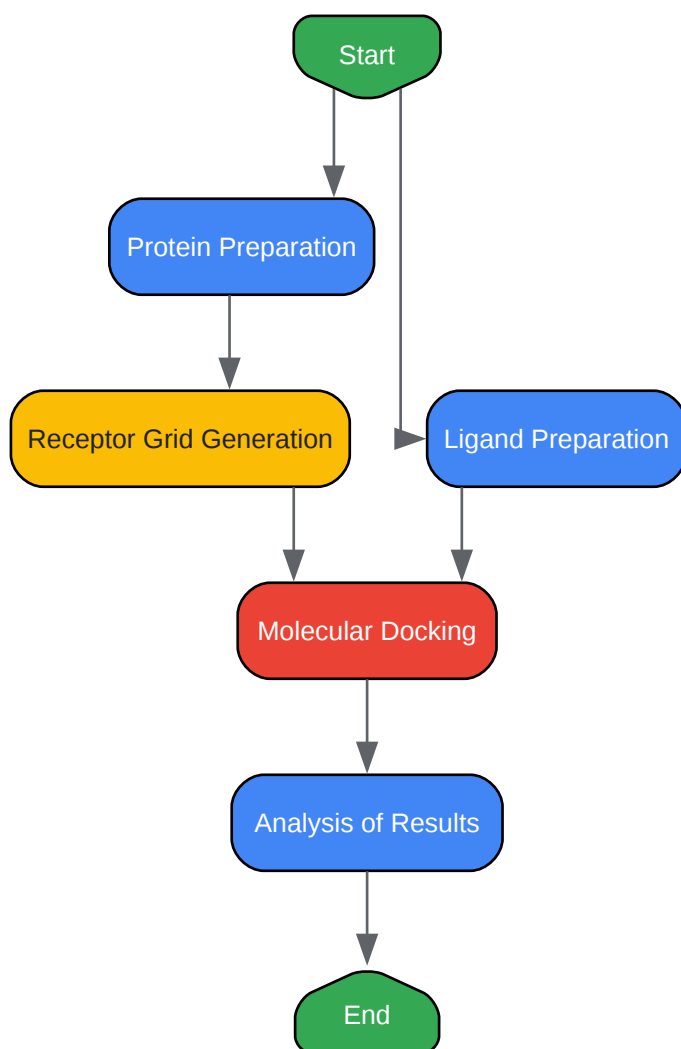 Start
Protein Preparation
Receptor Grid Generation
Ligand Preparation
Molecular Docking
Analysis of Results
End